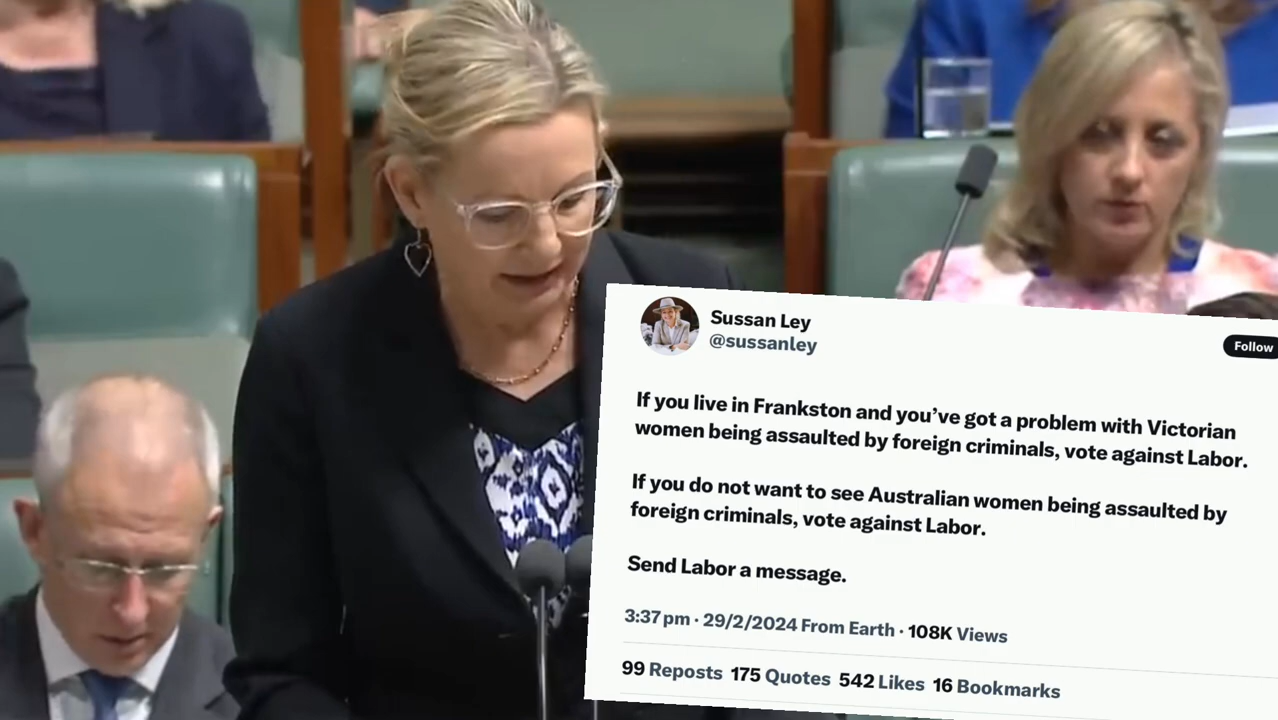 Sussan Ley
@sussanley
Follow
If you live in Frankston and you’ve got a problem with Victorian
women being assaulted by foreign criminals, vote against Labor.
If you do not want to see Australian women being assaulted by
foreign criminals, vote against Labor.
Send Labor a message.
3:37 pm · 29/2/2024 From Earth · 108K Views
99 Reposts 175 Quotes 542 Likes 16 Bookmarks